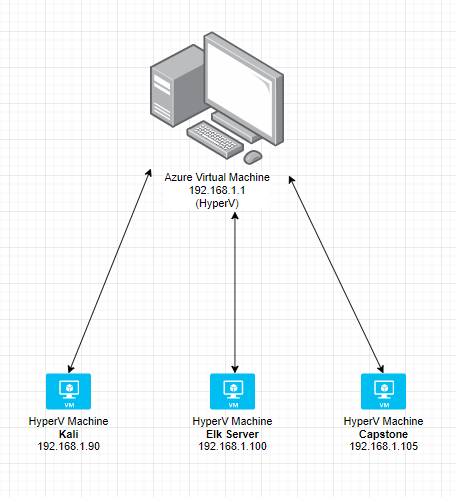 Azure Virtual Machine
192.168.1.1
(HyperV)
VM
VM
VM
HyperV Machine
Kali
192.168.1.90
HyperV Machine
Elk Server
192.168.1.100
HyperV Machine
Capstone
192.168.1.105